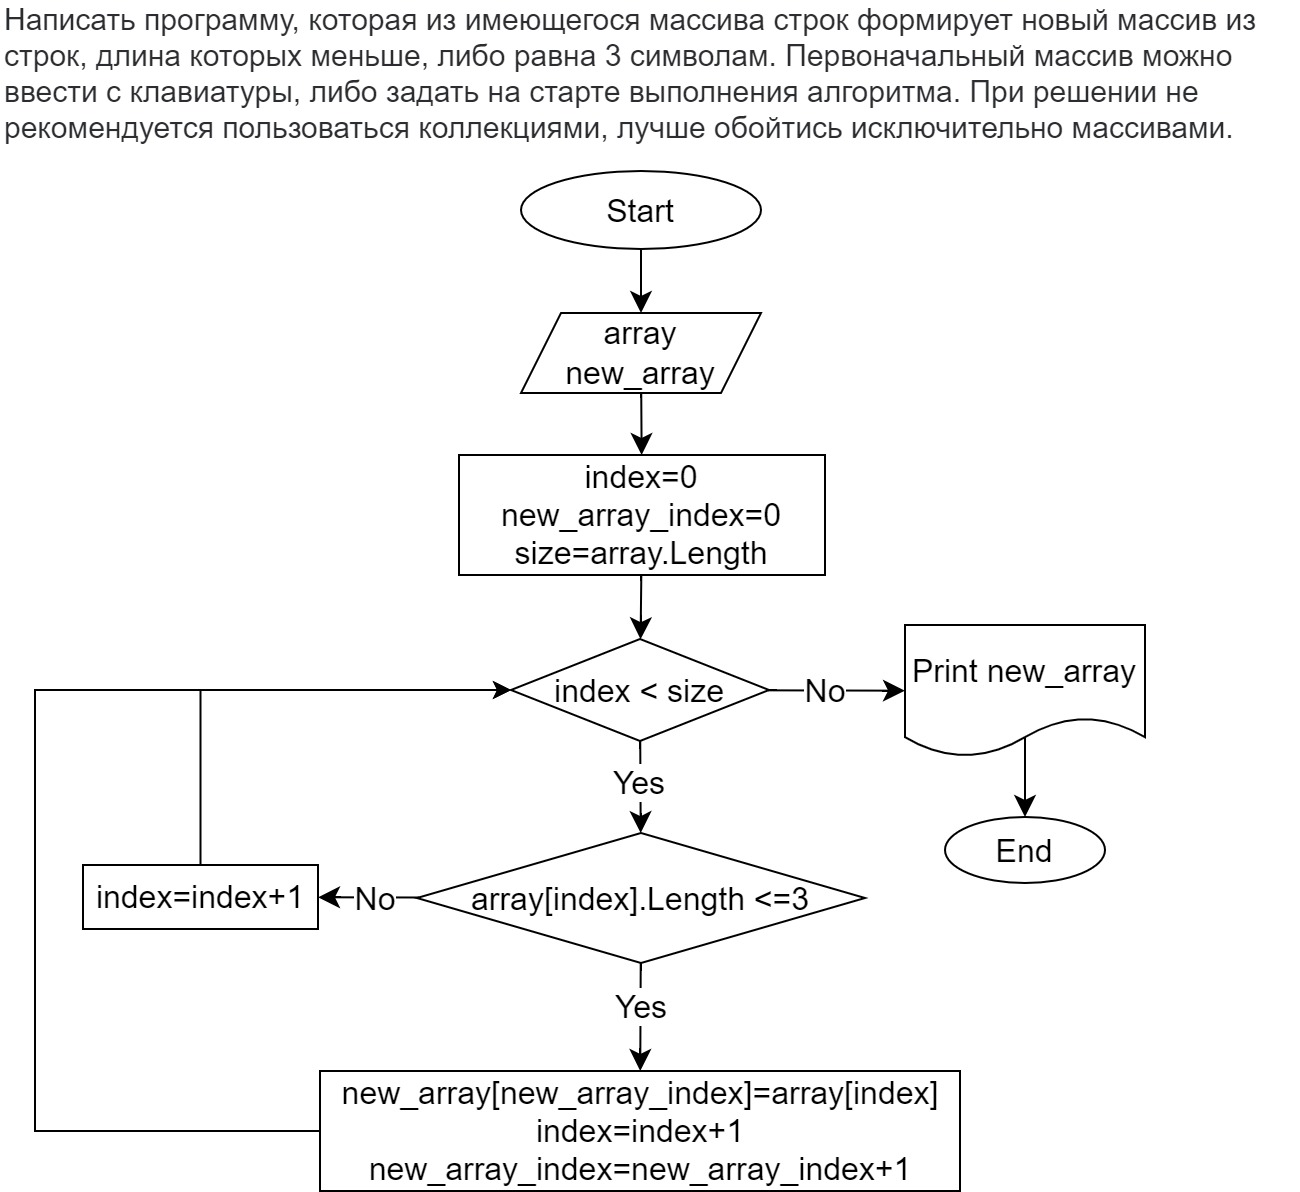 Написать программу, которая из имеющегося массива строк формирует новый массив из
строк, длина которых меньше, либо равна 3 символам. Первоначальный массив можно
ввести с клавиатуры, либо задать на старте выполнения алгоритма. При решении не
рекомендуется пользоваться коллекциями, лучше обойтись исключительно массивами.
Start
array
new_array
index=0
new_array_index=0
size=array.Length
index < size
No
Print new_array
Yes
End
array[index].Length <=3
No
index=index+1
Yes
new_array[new_array_index]=array[index]
index=index+1
new_array_index=new_array_index+1